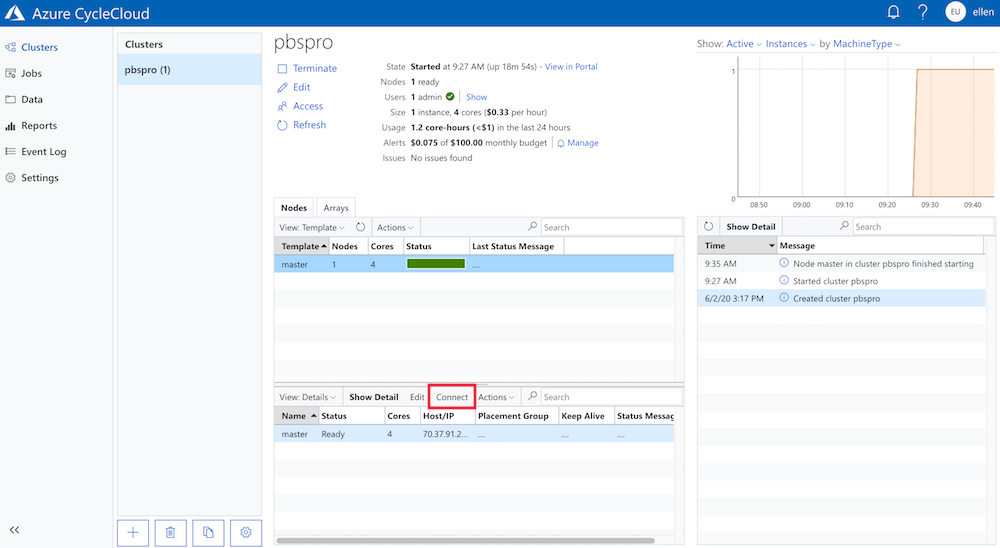 Azure CycleCloud
?
EU
ellen
Clusters
Jobs
Data
Reports
Event Log
Settings
<<
Clusters
pbspro (1)
pbspro
Terminate
Edit
Access
Refresh
State Started at 9:27 AM (up 18m 54s) - View in Portal
Nodes 1 ready
Users 1 admin Show
Size 1 instance, 4 cores ($0.33 per hour)
Usage 1.2 core-hours (<$1) in the last 24 hours
Alerts $0.075 of $100.00 monthly budget Manage
Issues No issues found
Show: Active Instances by MachineType
1
0
08:50 09:00 09:10 09:20 09:30 09:40
Nodes Arrays
View: Template Actions Search
Template Nodes Cores Status Last Status Message
master 1 4 ....
View: Details Show Detail Edit Connect Actions Search
Name Status Cores Host/IP Placement Group Keep Alive Status Messag
master Ready 4 70.37.91.2... .... .... ....
Show Detail Search
Time Message
9:35 AM Node master in cluster pbspro finished starting
9:27 AM Started cluster pbspro
6/2/20 3:17 PM Created cluster pbspro